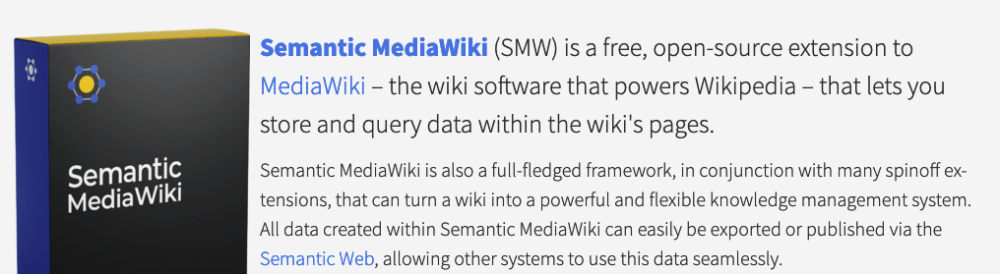 Semantic MediaWiki (SMW) is a free, open-source extension to
MediaWiki – the wiki software that powers Wikipedia – that lets you
store and query data within the wiki's pages.
Semantic
MediaWiki
Semantic MediaWiki is also a full-fledged framework, in conjunction with many spinoff ex-
tensions, that can turn a wiki into a powerful and flexible knowledge management system.
All data created within Semantic MediaWiki can easily be exported or published via the
Semantic Web, allowing other systems to use this data seamlessly.